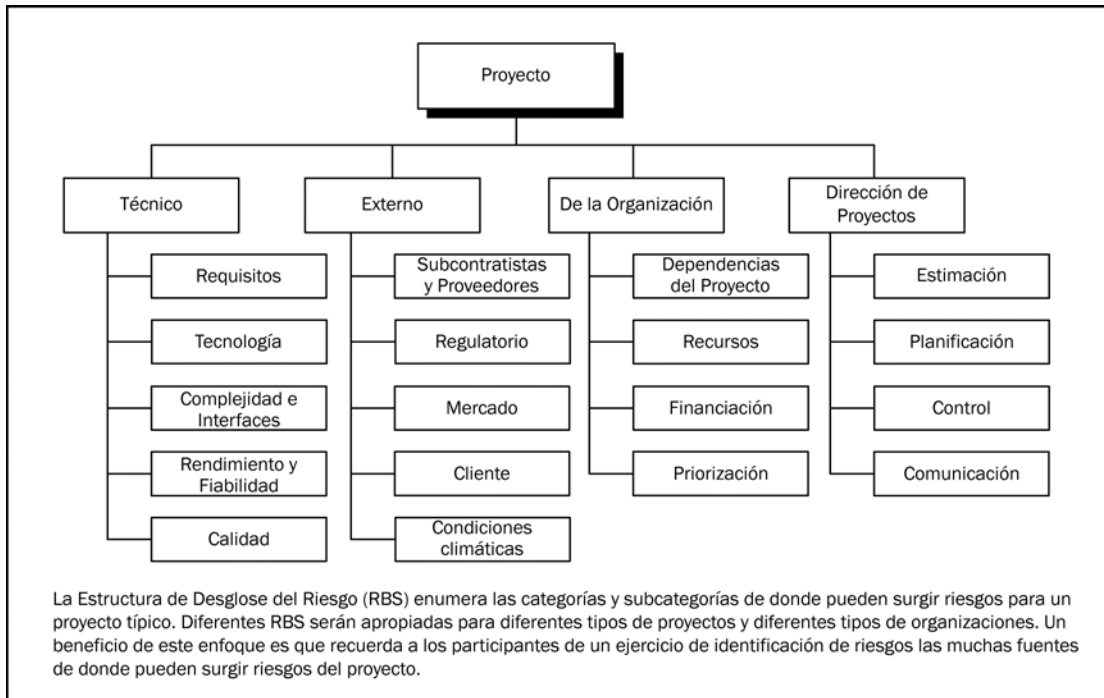 Proyecto
Técnico
Externo
De la Organización
Dirección de
Proyectos
Requisitos
Tecnología
Complejidad e
Interfaces
Rendimiento y
Fiabilidad
Calidad
Subcontratistas
y Proveedores
Regulatorio
Mercado
Cliente
Condiciones
climáticas
Dependencias
del Proyecto
Recursos
Financiación
Priorización
Estimación
Planificación
Control
Comunicación
La Estructura de Desglose del Riesgo (RBS) enumera las categorías y subcategorías de donde pueden surgir riesgos para un
proyecto típico. Diferentes RBS serán apropiadas para diferentes tipos de proyectos y diferentes tipos de organizaciones. Un
beneficio de este enfoque es que recuerda a los participantes de un ejercicio de identificación de riesgos las muchas fuentes
de donde pueden surgir riesgos del proyecto.